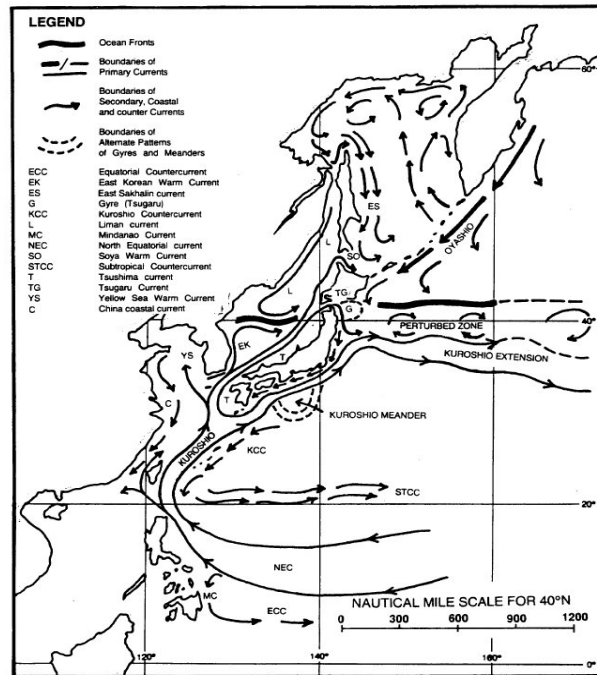 LEGEND
Ocean Fronts
Boundaries of
Primary Currents
Boundaries of
Secondary, Coastal
and counter Currents
Boundaries of
Alternate Patterns
of Gyres and Meanders
ECC Equatorial Countercurrent
EK East Korean Warm Current
ES East Sakhalin current
G Gyre (Tsugaru)
KCC Kuroshio Countercurrent
L Liman current
MC Mindanao Current
NEC North Equatorial current
SO Soya Warm Current
STCC Subtropical Countercurrent
T Tsushima current
TG Tsugaru Current
YS Yellow Sea Warm Current
C China coastal current
60°
ES
L
SO
OYASHIO
L
TG
G
40°
PERTURBED ZONE
EK
YS
T
KUROSHIO EXTENSION
C
T
KUROSHIO MEANDER
KUROSHIO
KCC
STCC
20°
NEC
MC
ECC
NAUTICAL MILE SCALE FOR 40°N
0 300 600 900 1200
120° 140° 160° 0°